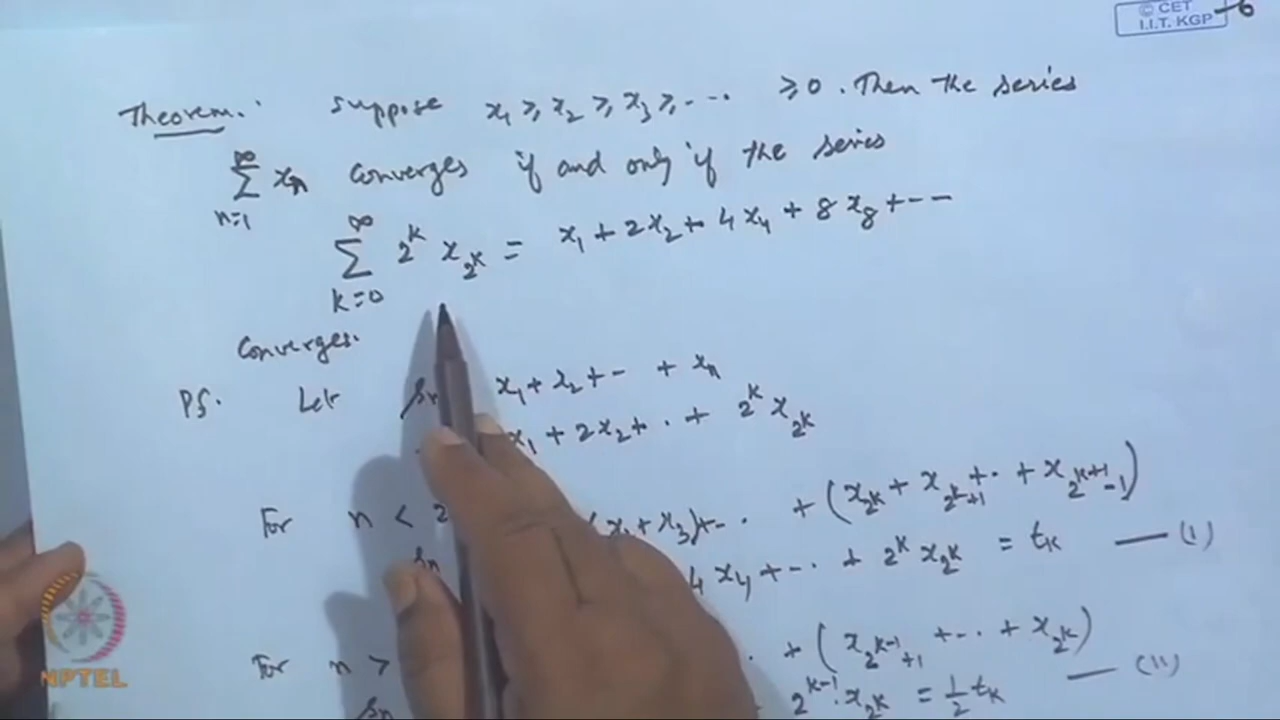 © CET
I.I.T. KGP
6
Theorem. Suppose x₁ ≥ x₂ ≥ x₃ ≥ ... ≥ 0. Then the series
∑_{n=1}^{∞} xₙ converges if and only if the series
∑_{k=0}^{∞} 2^k x_{2^k} = x₁ + 2x₂ + 4x₄ + 8x₈ + ---
Converges.
Pf. Let x₁ + x₂ + - + xₙ
x₁ + 2x₂ + . + 2^k x_{2^k}
For n < 2 x₃) + - . + (x_{2^k} + x_{2^k+1} + . + x_{2^{k+1}-1})
4x₄ + - . + 2^k x_{2^k} = t_k — (I)
For n > + (x_{2^{k-1}+1} + - . + x_{2^k})
2^{k-1} . x_{2^k} = ½ t_k — (II)
NPTEL